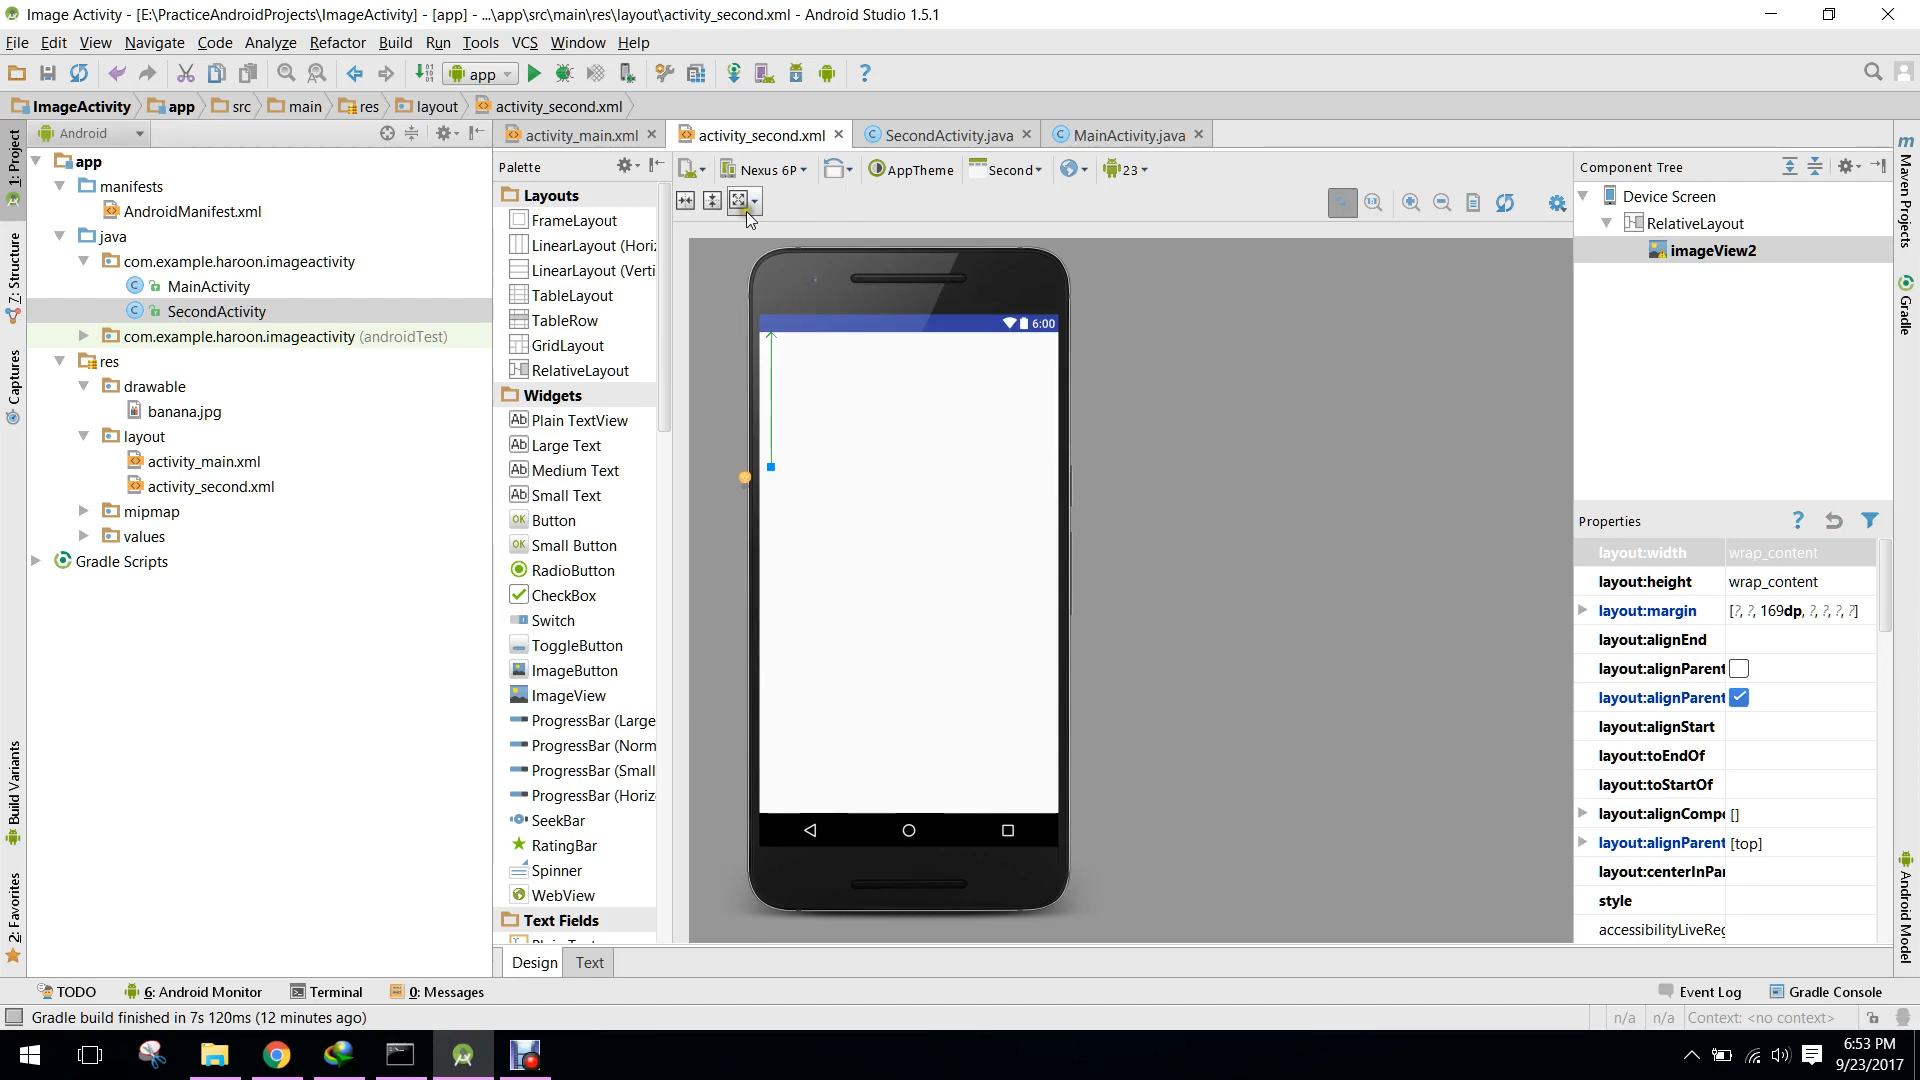 Image Activity - [E:\PracticeAndroidProjects\ImageActivity] - [app] - ...\app\src\main\res\layout\activity_second.xml - Android Studio 1.5.1
File Edit View Navigate Code Analyze Refactor Build Run Tools VCS Window Help
app
ImageActivity app src main res layout activity_second.xml
1: Project
7: Structure
Captures
Build Variants
2: Favorites
Android
app
manifests
AndroidManifest.xml
java
com.example.haroon.imageactivity
MainActivity
SecondActivity
com.example.haroon.imageactivity (androidTest)
res
drawable
banana.jpg
layout
activity_main.xml
activity_second.xml
mipmap
values
Gradle Scripts
activity_main.xml activity_second.xml SecondActivity.java MainActivity.java
Palette
Layouts
FrameLayout
LinearLayout (Hori
LinearLayout (Verti
TableLayout
TableRow
GridLayout
RelativeLayout
Widgets
Ab Plain TextView
Ab Large Text
Ab Medium Text
Ab Small Text
OK Button
OK Small Button
RadioButton
CheckBox
Switch
ToggleButton
ImageButton
ImageView
ProgressBar (Large
ProgressBar (Norm
ProgressBar (Small
ProgressBar (Horiz
SeekBar
RatingBar
Spinner
WebView
Text Fields
Nexus 6P AppTheme Second 23
6:00
Design Text
Component Tree
Device Screen
RelativeLayout
imageView2
Properties
layout:width wrap_content
layout:height wrap_content
layout:margin [?, ?, 169dp, ?, ?, ?, ?]
layout:alignEnd
layout:alignParent
layout:alignParent
layout:alignStart
layout:toEndOf
layout:toStartOf
layout:alignCompo []
layout:alignParent [top]
layout:centerInPar
style
accessibilityLiveReg
Maven Projects
Gradle
Android Model
TODO 6: Android Monitor Terminal 0: Messages Event Log Gradle Console
Gradle build finished in 7s 120ms (12 minutes ago) n/a n/a Context: <no context>
6:53 PM
9/23/2017